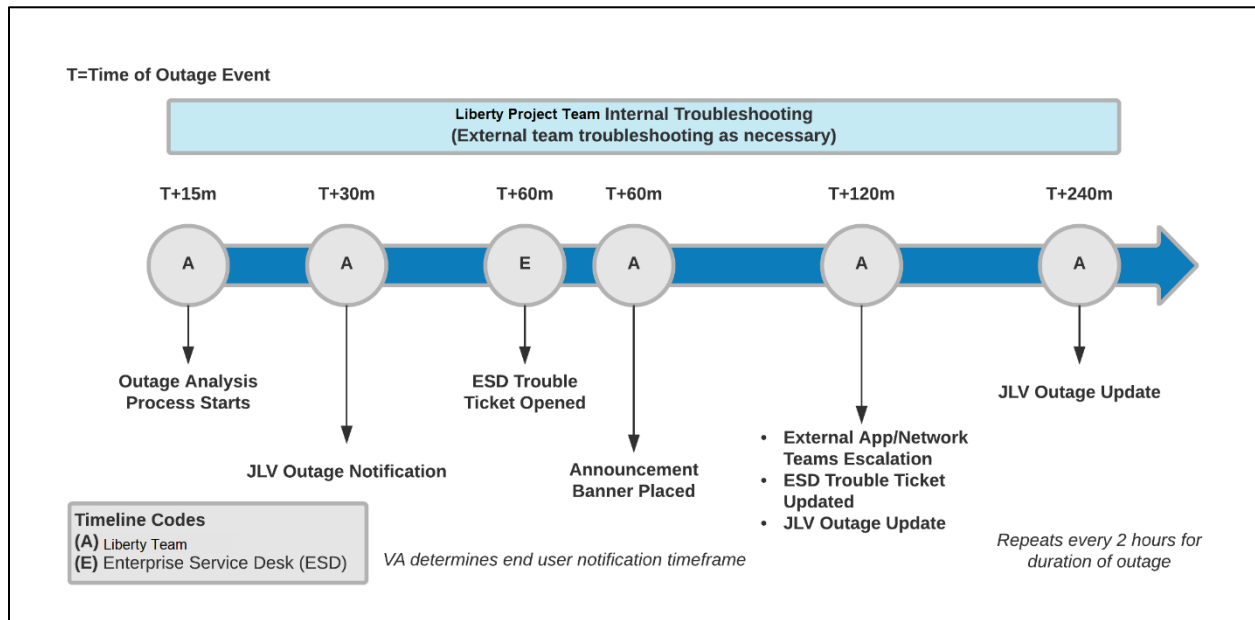 T=Time of Outage Event
Liberty Project Team Internal Troubleshooting
(External team troubleshooting as necessary)
T+15m
T+30m
T+60m
T+60m
T+120m
T+240m
A
A
E
A
A
A
Outage Analysis
Process Starts
JLV Outage Notification
ESD Trouble
Ticket Opened
Announcement
Banner Placed
• External App/Network
Teams Escalation
• ESD Trouble Ticket
Updated
• JLV Outage Update
JLV Outage Update
Timeline Codes
(A) Liberty Team
(E) Enterprise Service Desk (ESD)
VA determines end user notification timeframe
Repeats every 2 hours for
duration of outage